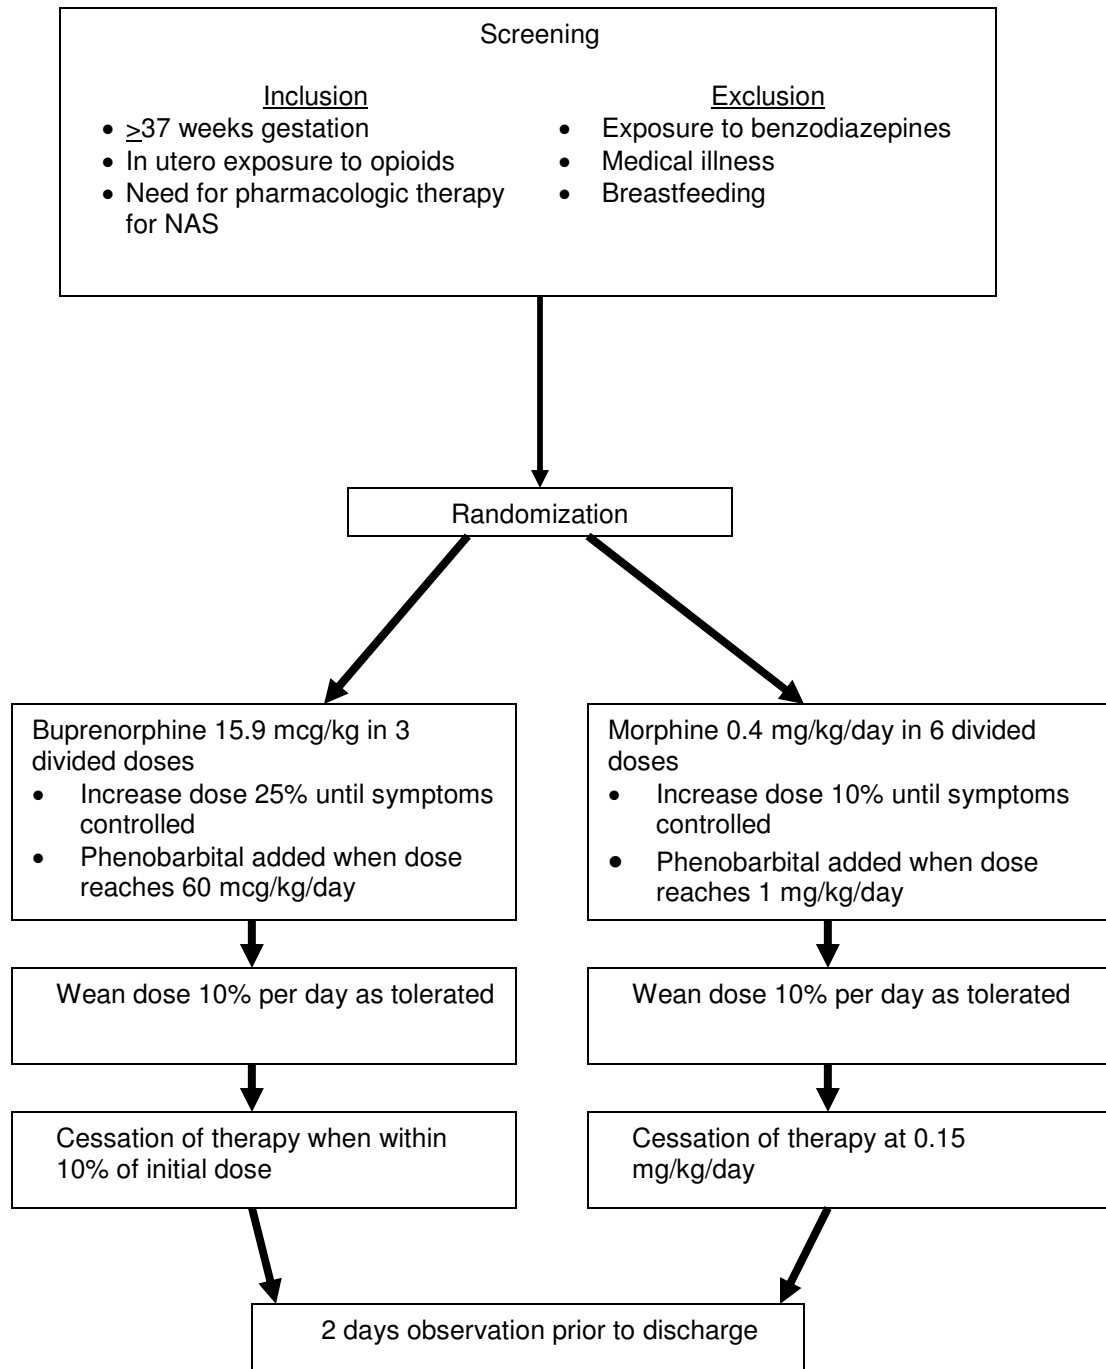 Screening
Inclusion
• ≥37 weeks gestation
• In utero exposure to opioids
• Need for pharmacologic therapy
for NAS
Exclusion
• Exposure to benzodiazepines
• Medical illness
• Breastfeeding
Randomization
Buprenorphine 15.9 mcg/kg in 3
divided doses
• Increase dose 25% until symptoms
controlled
• Phenobarbital added when dose
reaches 60 mcg/kg/day
Morphine 0.4 mg/kg/day in 6 divided
doses
• Increase dose 10% until symptoms
controlled
• Phenobarbital added when dose
reaches 1 mg/kg/day
Wean dose 10% per day as tolerated
Wean dose 10% per day as tolerated
Cessation of therapy when within
10% of initial dose
Cessation of therapy at 0.15
mg/kg/day
2 days observation prior to discharge